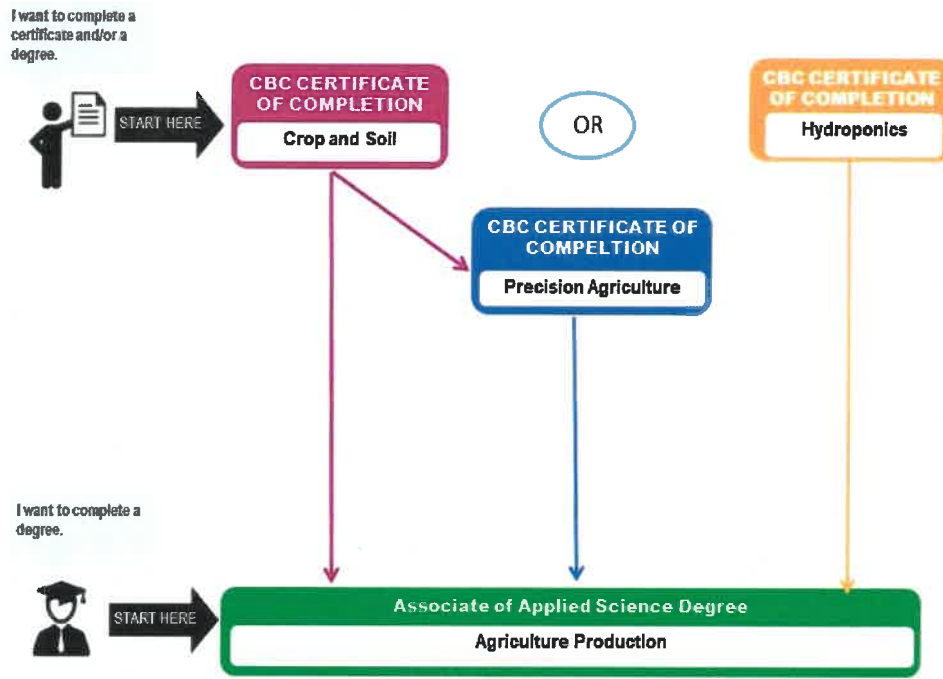 I want to complete a
certificate and/or a
degree.
START HERE
CBC CERTIFICATE
OF COMPLETION
Crop and Soil
OR
CBC CERTIFICATE
OF COMPLETION
Hydroponics
CBC CERTIFICATE OF
COMPELTION
Precision Agriculture
I want to complete a
degree.
START HERE
Associate of Applied Science Degree
Agriculture Production